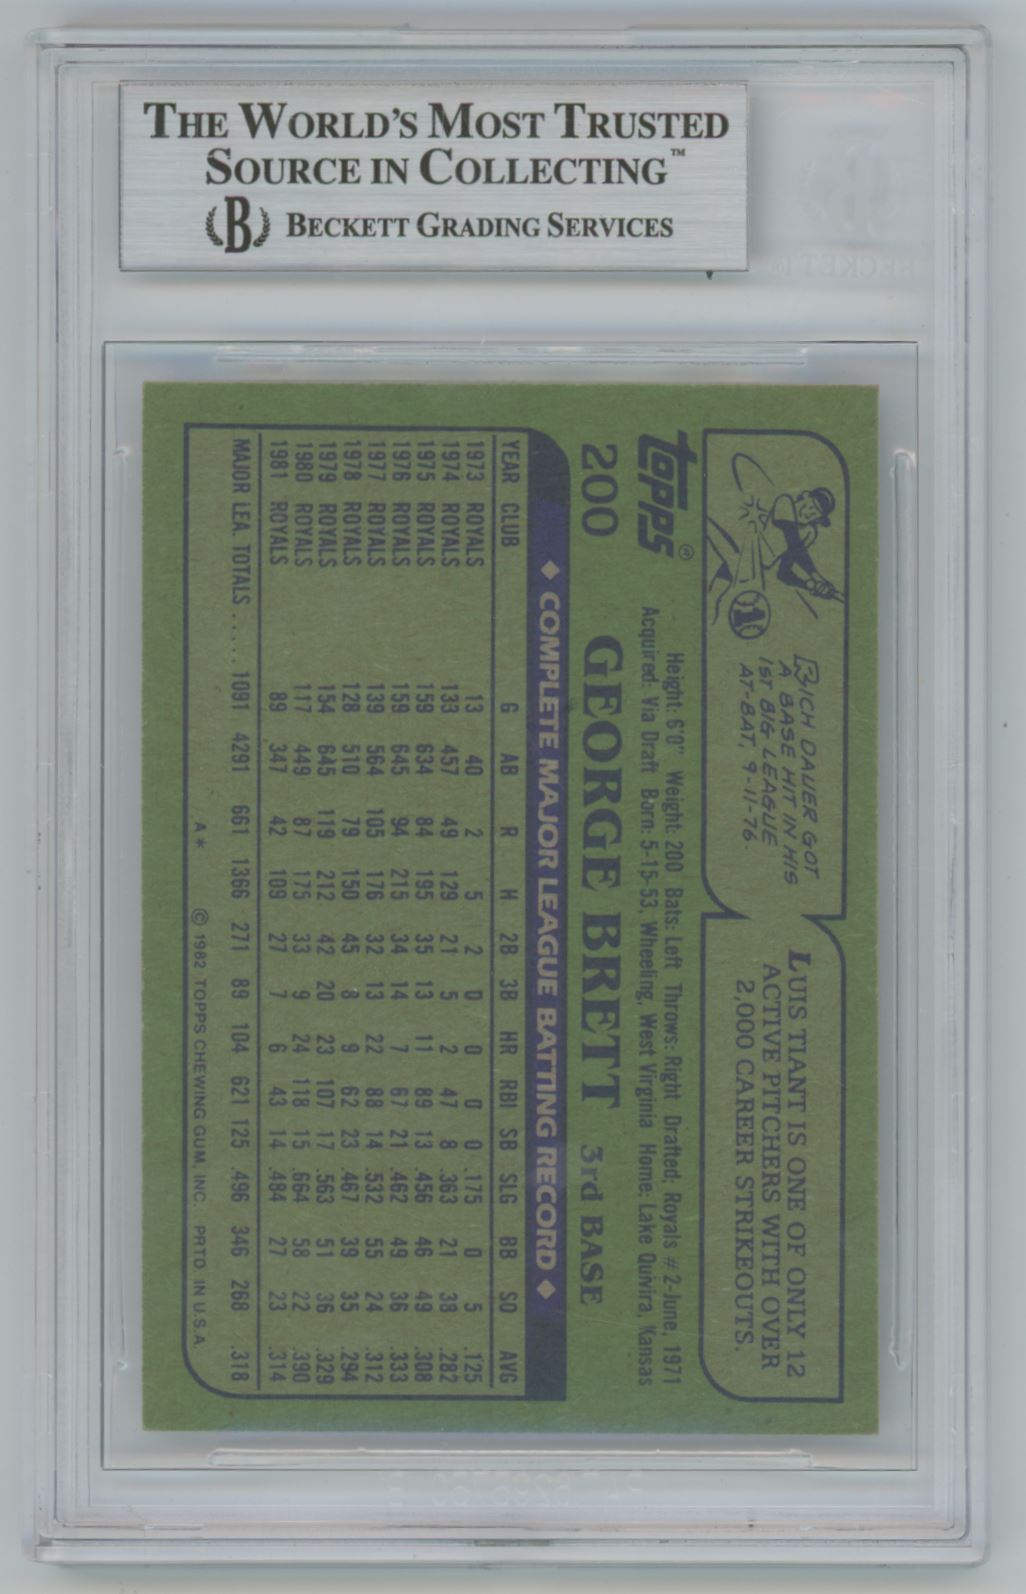 THE WORLD'S MOST TRUSTED
SOURCE IN COLLECTING™
B BECKETT GRADING SERVICES
RICH DAUER GOT
A BASE HIT IN HIS
1ST BIG LEAGUE
AT-BAT, 9-11-76.
LUIS TIANT IS ONE OF ONLY 12
ACTIVE PITCHERS WITH OVER
2,000 CAREER STRIKEOUTS.
1
topps®
Height: 6'0" Weight: 200 Bats: Left Throws: Right Drafted: Royals #2-June, 1971
Acquired: Via Draft Born: 5-15-53, Wheeling, West Virginia Home: Lake Quivira, Kansas
200 GEORGE BRETT 3rd BASE
◆ COMPLETE MAJOR LEAGUE BATTING RECORD ◆
YEAR CLUB G AB R H 2B 3B HR RBI SB SLG BB SO AVG
1973 ROYALS 13 40 2 5 2 0 0 0 0 .175 0 5 .125
1974 ROYALS 133 457 49 129 21 5 2 47 8 .363 21 38 .282
1975 ROYALS 159 634 84 195 35 13 11 89 13 .456 46 49 .308
1976 ROYALS 159 645 94 215 34 14 7 67 21 .462 49 36 .333
1977 ROYALS 139 564 105 176 32 13 22 88 14 .532 55 24 .312
1978 ROYALS 128 510 79 150 45 8 9 62 23 .467 39 35 .294
1979 ROYALS 154 645 119 212 42 20 23 107 17 .563 51 36 .329
1980 ROYALS 117 449 87 175 33 9 24 118 15 .664 58 22 .390
1981 ROYALS 89 347 42 109 27 7 6 43 14 .484 27 23 .314
MAJOR LEA. TOTALS ..... 1091 4291 661 1366 271 89 104 621 125 .496 346 268 .318
A* © 1982 TOPPS CHEWING GUM, INC. PRTD. IN U.S.A.